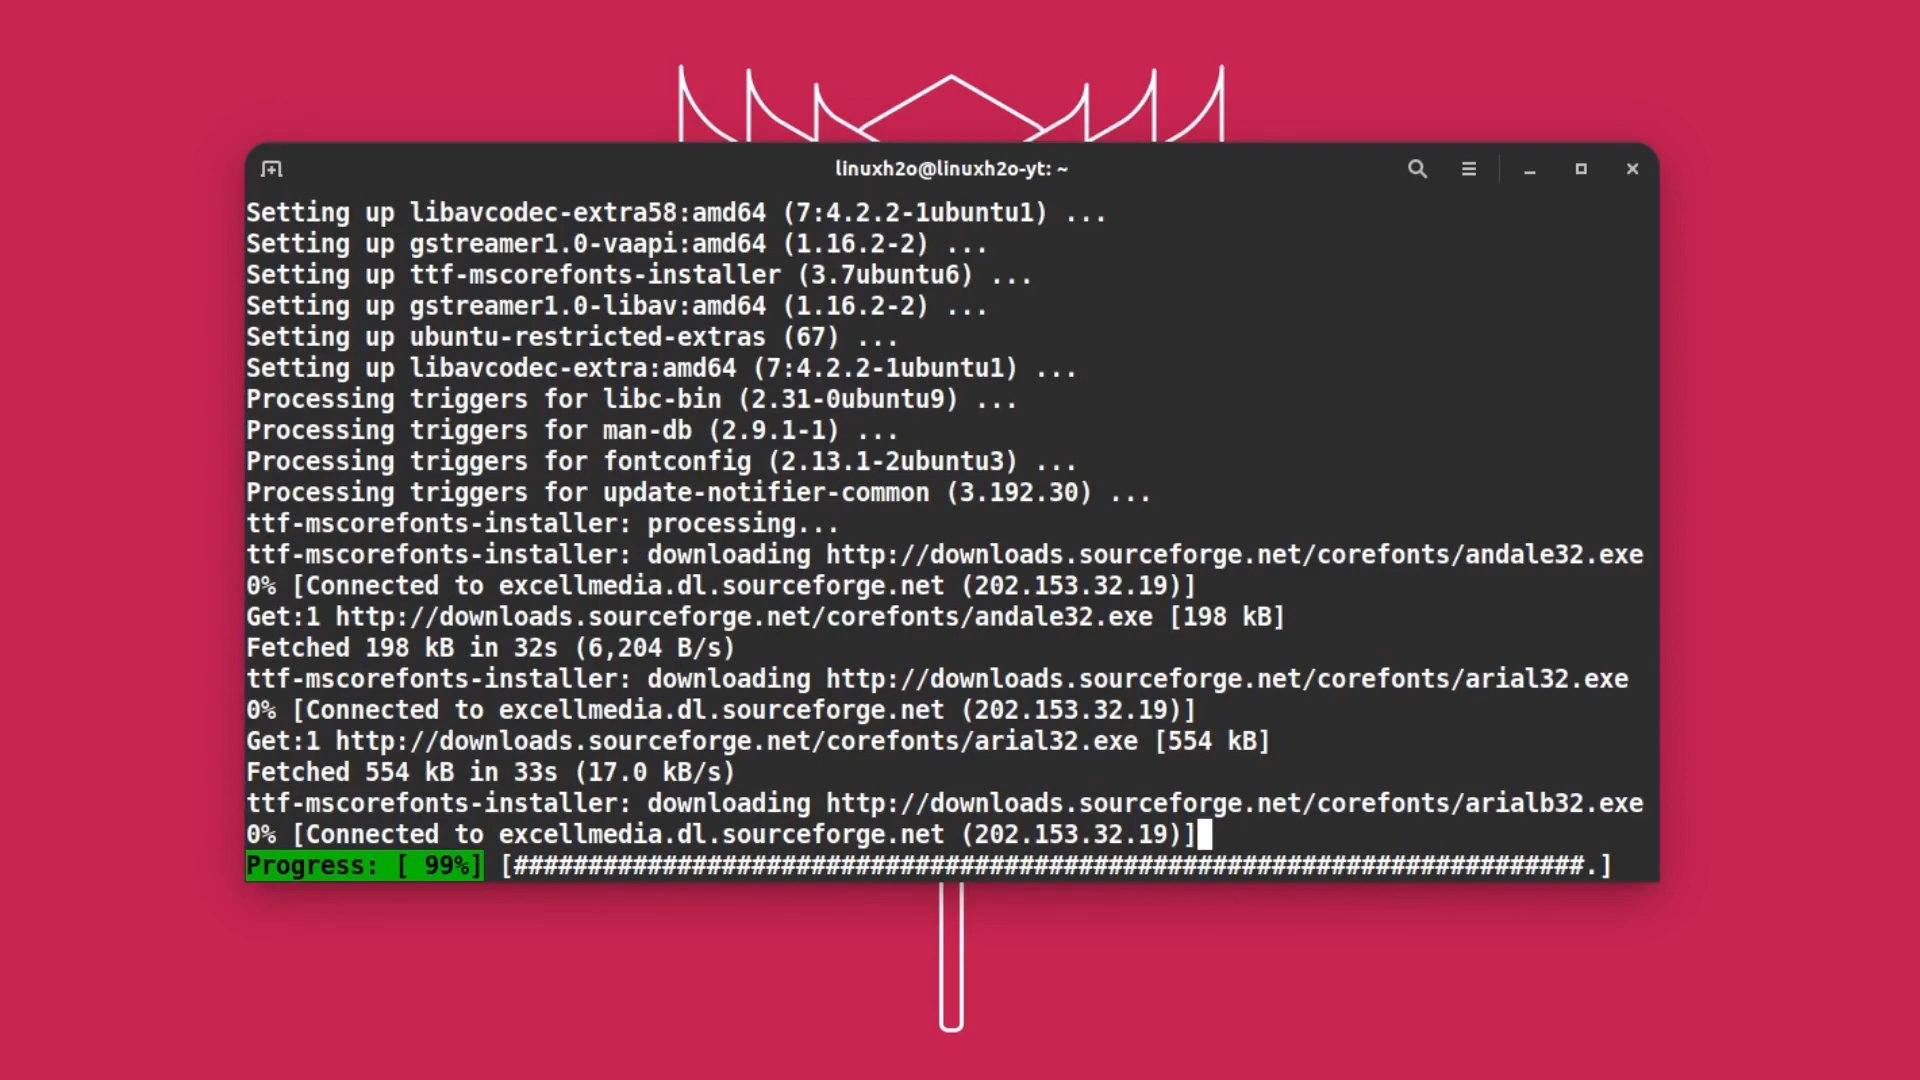 linuxh2o@linuxh2o-yt: ~
Setting up libavcodec-extra58:amd64 (7:4.2.2-1ubuntu1) ...
Setting up gstreamer1.0-vaapi:amd64 (1.16.2-2) ...
Setting up ttf-mscorefonts-installer (3.7ubuntu6) ...
Setting up gstreamer1.0-libav:amd64 (1.16.2-2) ...
Setting up ubuntu-restricted-extras (67) ...
Setting up libavcodec-extra:amd64 (7:4.2.2-1ubuntu1) ...
Processing triggers for libc-bin (2.31-0ubuntu9) ...
Processing triggers for man-db (2.9.1-1) ...
Processing triggers for fontconfig (2.13.1-2ubuntu3) ...
Processing triggers for update-notifier-common (3.192.30) ...
ttf-mscorefonts-installer: processing...
ttf-mscorefonts-installer: downloading http://downloads.sourceforge.net/corefonts/andale32.exe
0% [Connected to excellmedia.dl.sourceforge.net (202.153.32.19)]
Get:1 http://downloads.sourceforge.net/corefonts/andale32.exe [198 kB]
Fetched 198 kB in 32s (6,204 B/s)
ttf-mscorefonts-installer: downloading http://downloads.sourceforge.net/corefonts/arial32.exe
0% [Connected to excellmedia.dl.sourceforge.net (202.153.32.19)]
Get:1 http://downloads.sourceforge.net/corefonts/arial32.exe [554 kB]
Fetched 554 kB in 33s (17.0 kB/s)
ttf-mscorefonts-installer: downloading http://downloads.sourceforge.net/corefonts/arialb32.exe
0% [Connected to excellmedia.dl.sourceforge.net (202.153.32.19)]
Progress: [ 99%] [########################################################################.]